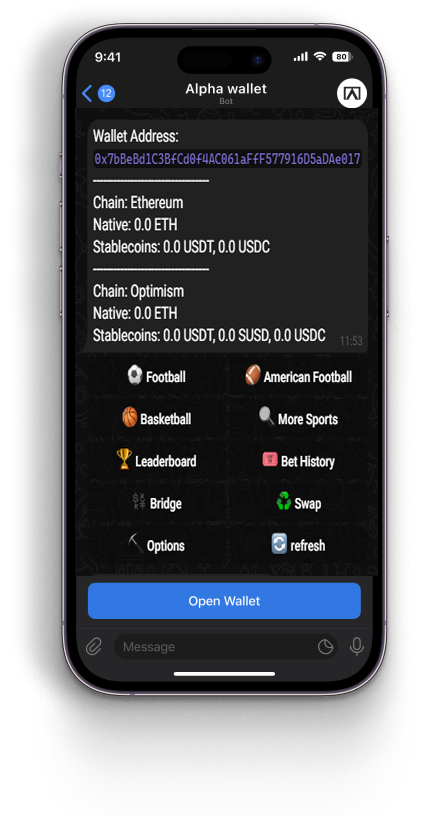 9:41
80
12
Alpha wallet
Bot
Wallet Address:
0x7bBeBd1C3BfCd0f4AC061aFfF577916D5aDAe017
------------------------------
Chain: Ethereum
Native: 0.0 ETH
Stablecoins: 0.0 USDT, 0.0 USDC
------------------------------
Chain: Optimism
Native: 0.0 ETH
Stablecoins: 0.0 USDT, 0.0 SUSD, 0.0 USDC
11:53
Football
American Football
Basketball
More Sports
Leaderboard
Bet History
Bridge
Swap
Options
refresh
Open Wallet
Message